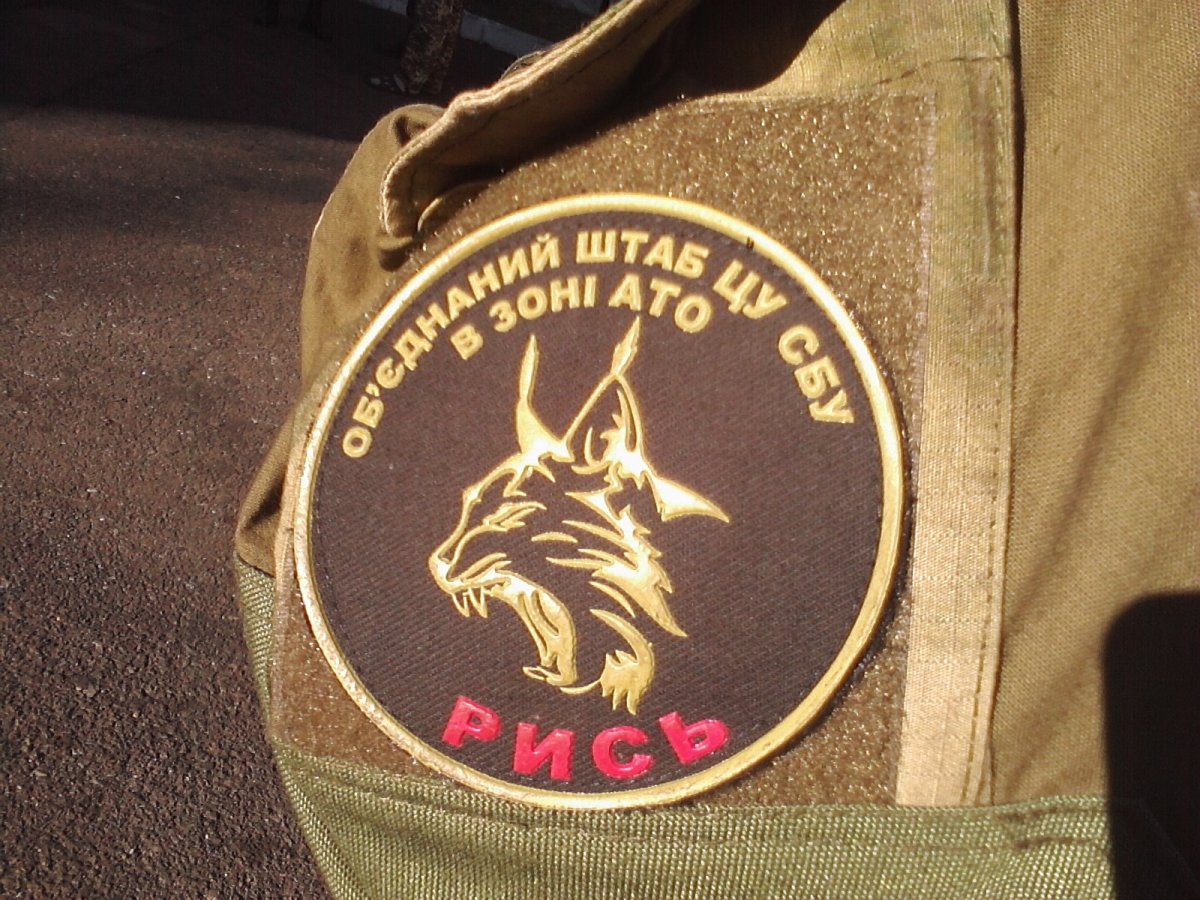 ОБ'ЄДНАНИЙ ШТАБ ЦУ СБУ
В ЗОНІ АТО
РИСЬ